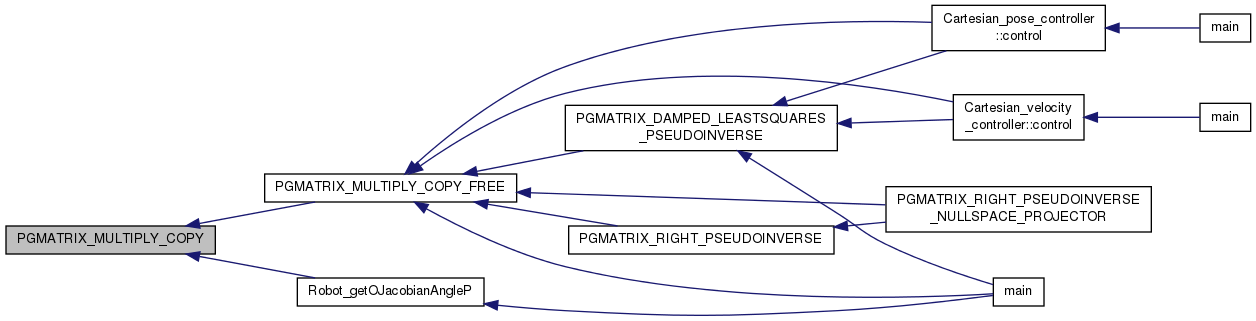 Cartesian_pose_controller
::control
main
Cartesian_velocity
_controller::control
main
PGMATRIX_DAMPED_LEASTSQUARES
_PSEUDOINVERSE
PGMATRIX_MULTIPLY_COPY_FREE
PGMATRIX_RIGHT_PSEUDOINVERSE
_NULLSPACE_PROJECTOR
PGMATRIX_MULTIPLY_COPY
PGMATRIX_RIGHT_PSEUDOINVERSE
Robot_getOJacobianAngleP
main